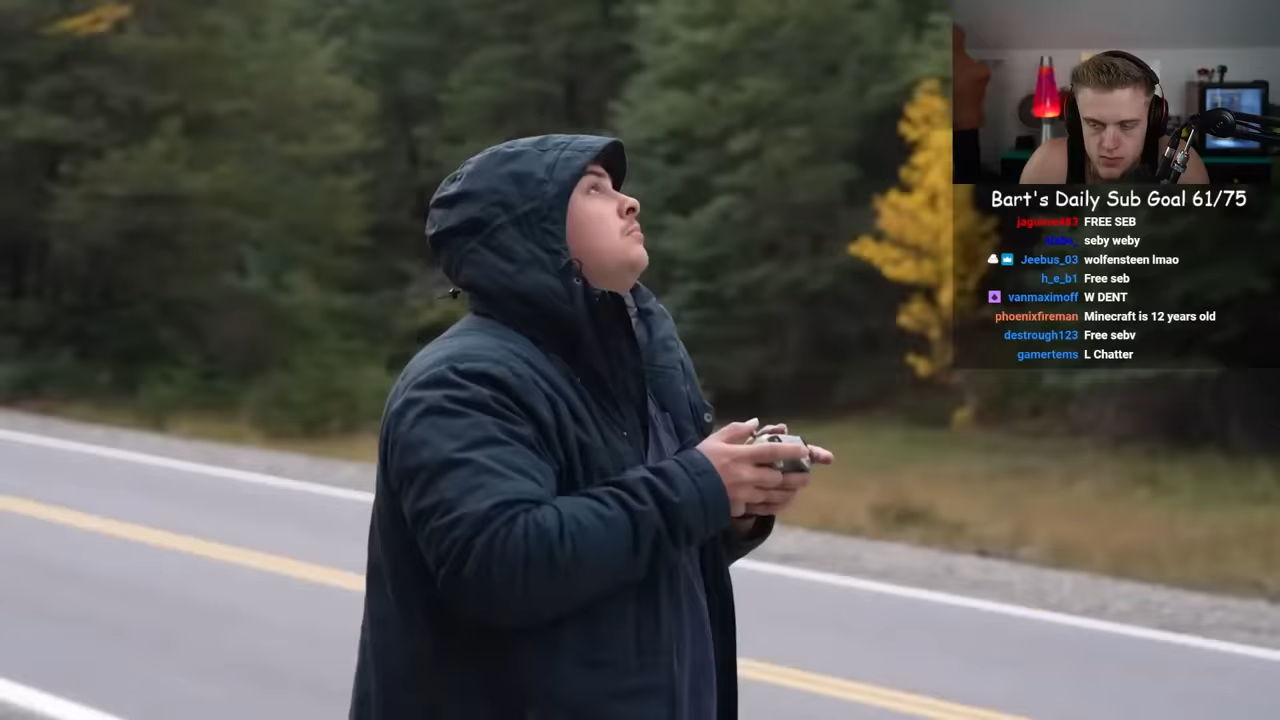 Bart's Daily Sub Goal 61/75
FREE SEB
seby weby
Jeebus_03 wolfensteen lmao
h_e_b1 Free seb
vanmaximoff W DENT
phoenixfireman Minecraft is 12 years old
destrough123 Free sebv
gamertems L Chatter